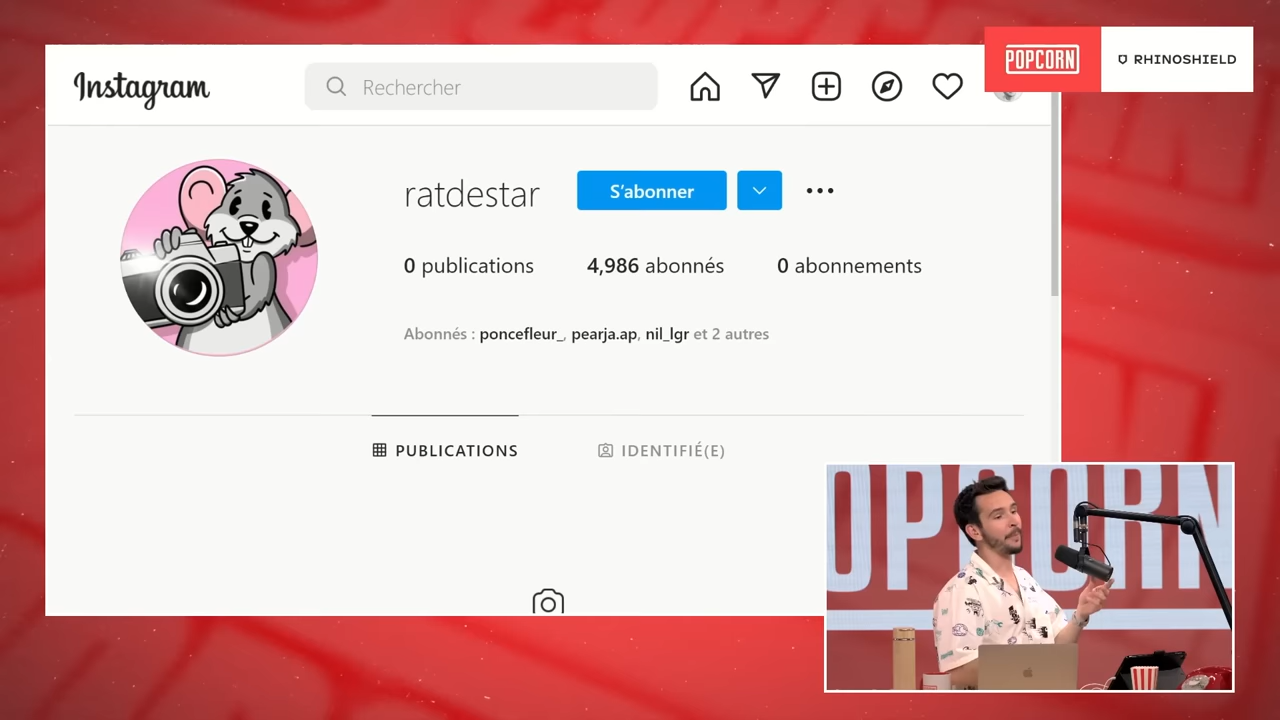 Instagram
Rechercher
POPCORN
RHINOSHIELD
ratdestar
S'abonner
0 publications
4,986 abonnés
0 abonnements
Abonnés : poncefleur_, pearja.ap, nil_lgr et 2 autres
PUBLICATIONS
IDENTIFIÉ(E)
OPCORN